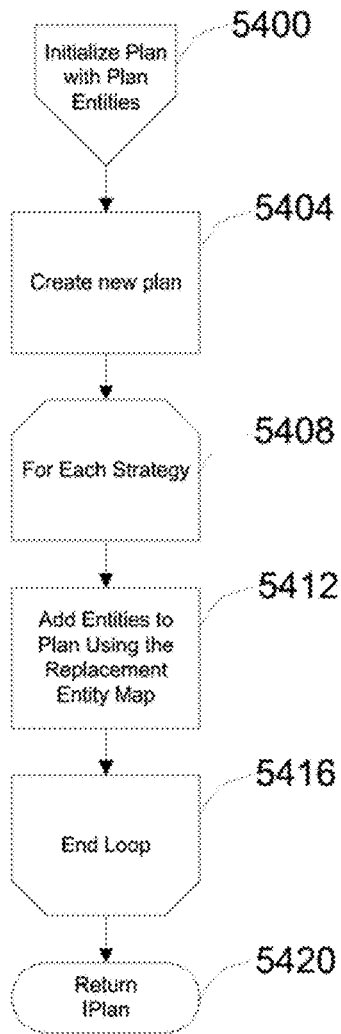 5400
Initialize Plan
with Plan
Entities
5404
Create new plan
5408
For Each Strategy
5412
Add Entities to
Plan Using the
Replacement
Entity Map
5416
End Loop
5420
Return
IPlan